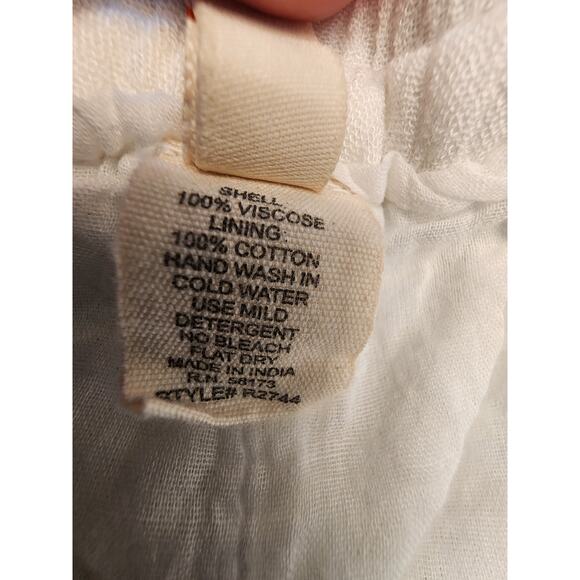 SHELL
100% VISCOSE
LINING:
100% COTTON
HAND WASH IN
COLD WATER
USE MILD
DETERGENT
NO BLEACH
FLAT DRY
MADE IN INDIA
R.N. 58173
STYLE# R2744